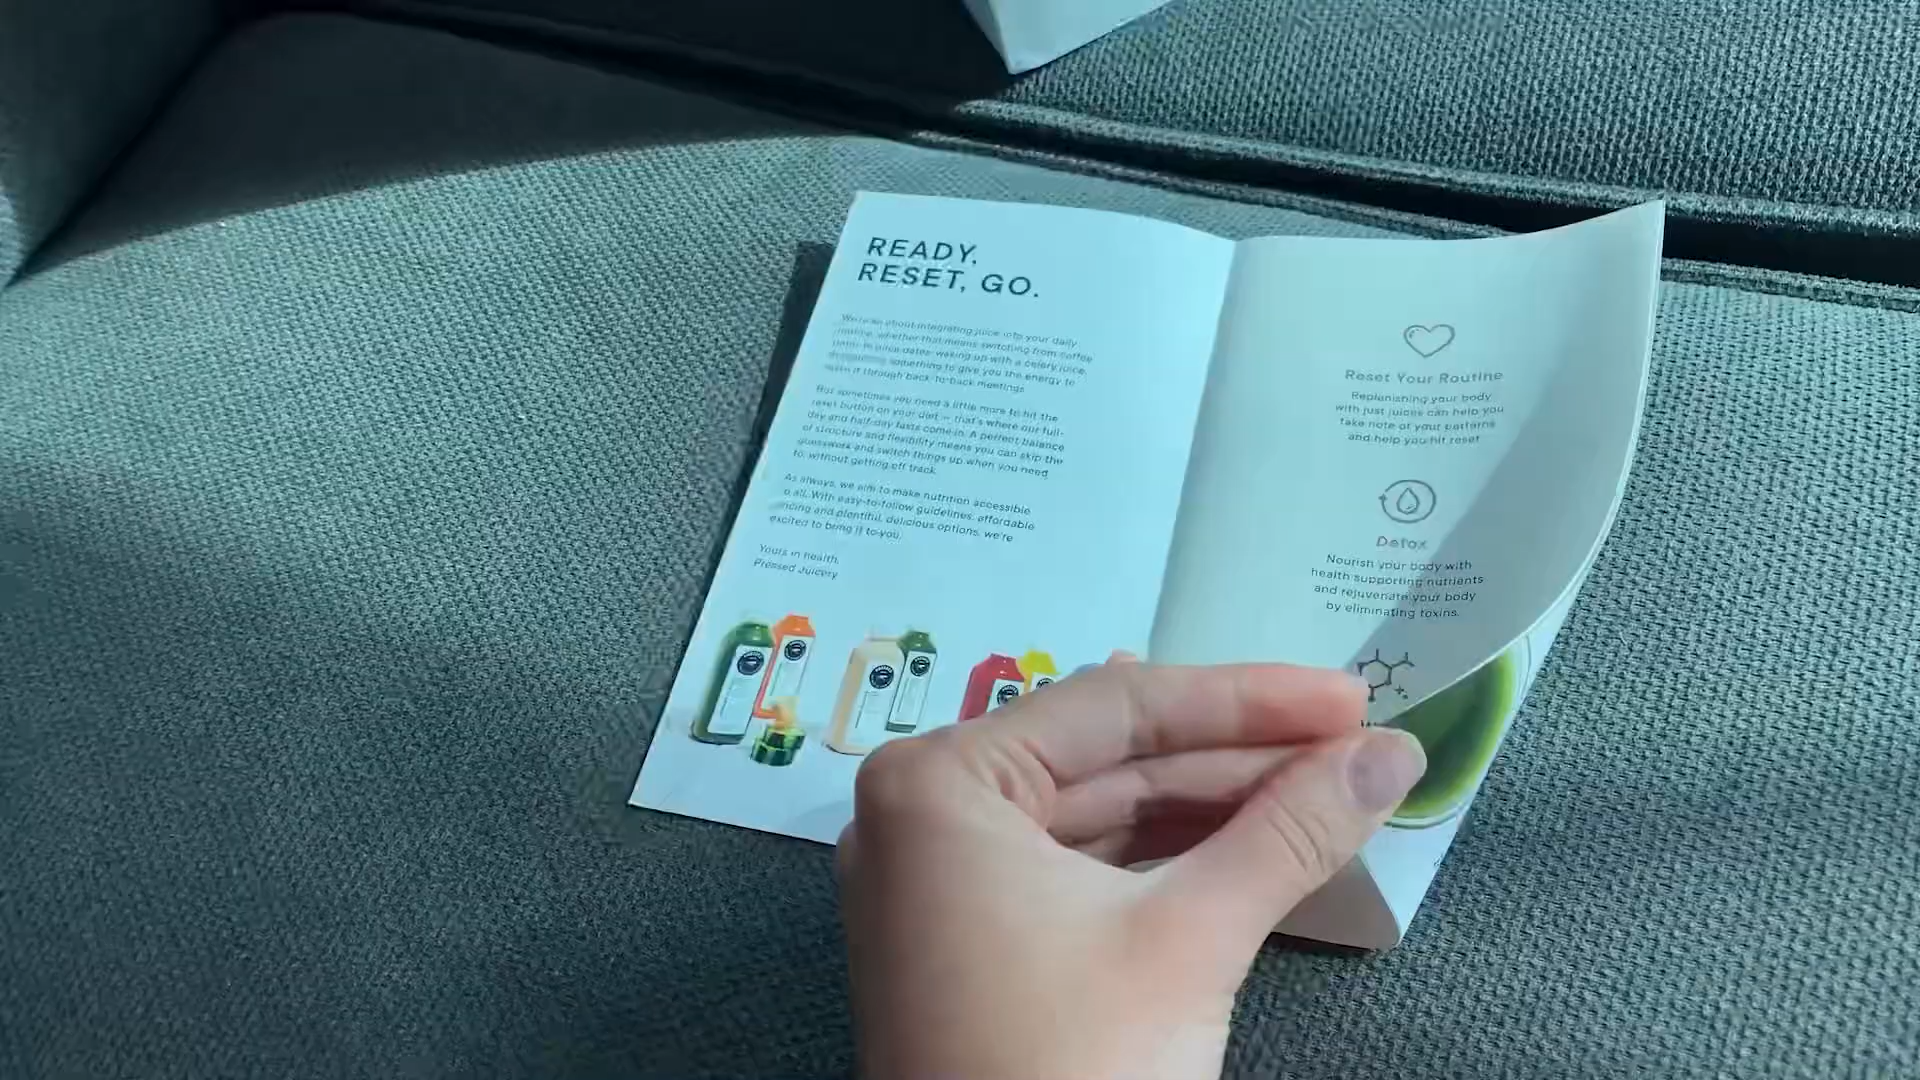 READY.
RESET, GO.
We're all about integrating juice into your daily
routine, whether that means switching from coffee
dates to juice dates, waking up with a celery juice,
something to give you the energy to
make it through back-to-back meetings.
But sometimes you need a little more to hit the
reset button on your diet – that's where our full-
day and half-day fasts come in. A perfect balance
of structure and flexibility means you can skip the
guesswork and switch things up when you need
to, without getting off track.
As always, we aim to make nutrition accessible
to all. With easy-to-follow guidelines, affordable
pricing and plentiful, delicious options, we're
excited to bring it to you.
Yours in health,
Pressed Juicery
Reset Your Routine
Replenishing your body
with just juices can help you
take note of your patterns
and help you hit reset.
Detox
Nourish your body with
health supporting nutrients
and rejuvenate your body
by eliminating toxins.